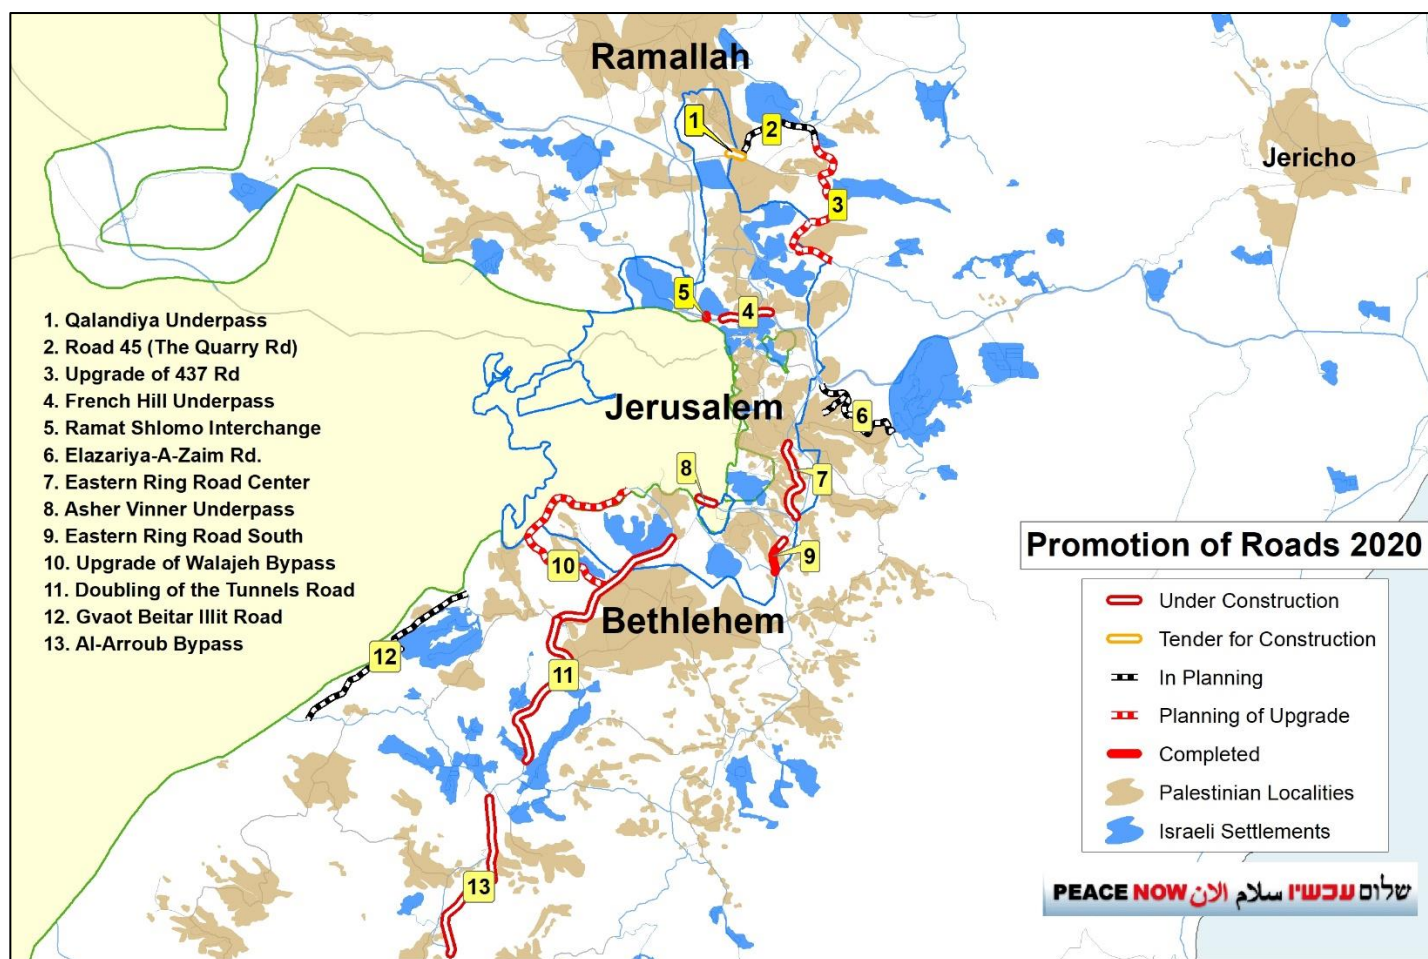 Ramallah
Jericho
Jerusalem
Bethlehem
1
2
3
4
5
6
7
8
9
10
11
12
13
1. Qalandiya Underpass
2. Road 45 (The Quarry Rd)
3. Upgrade of 437 Rd
4. French Hill Underpass
5. Ramat Shlomo Interchange
6. Elazariya-A-Zaim Rd.
7. Eastern Ring Road Center
8. Asher Vinner Underpass
9. Eastern Ring Road South
10. Upgrade of Walajeh Bypass
11. Doubling of the Tunnels Road
12. Gvaot Beitar Illit Road
13. Al-Arroub Bypass
Promotion of Roads 2020
Under Construction
Tender for Construction
In Planning
Planning of Upgrade
Completed
Palestinian Localities
Israeli Settlements
PEACE NOW سلام الان שלום עכשיו